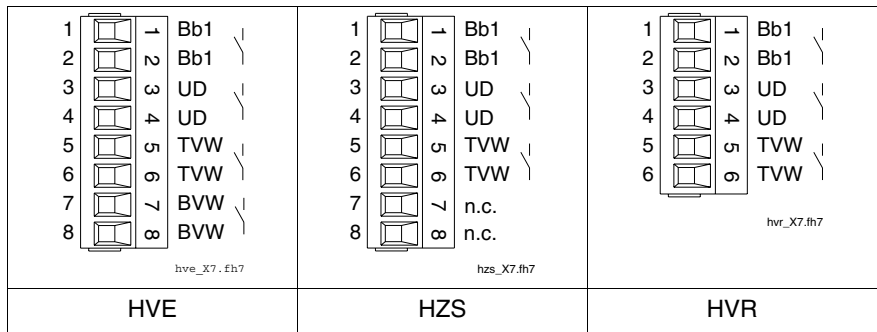 1 1 Bb1
2 2 Bb1
3 3 UD
4 4 UD
5 5 TVW
6 6 TVW
7 7 BVW
8 8 BVW
hve_X7.fh7
HVE
1 1 Bb1
2 2 Bb1
3 3 UD
4 4 UD
5 5 TVW
6 6 TVW
7 7 n.c.
8 8 n.c.
hzs_X7.fh7
HZS
1 1 Bb1
2 2 Bb1
3 3 UD
4 4 UD
5 5 TVW
6 6 TVW
hvr_X7.fh7
HVR